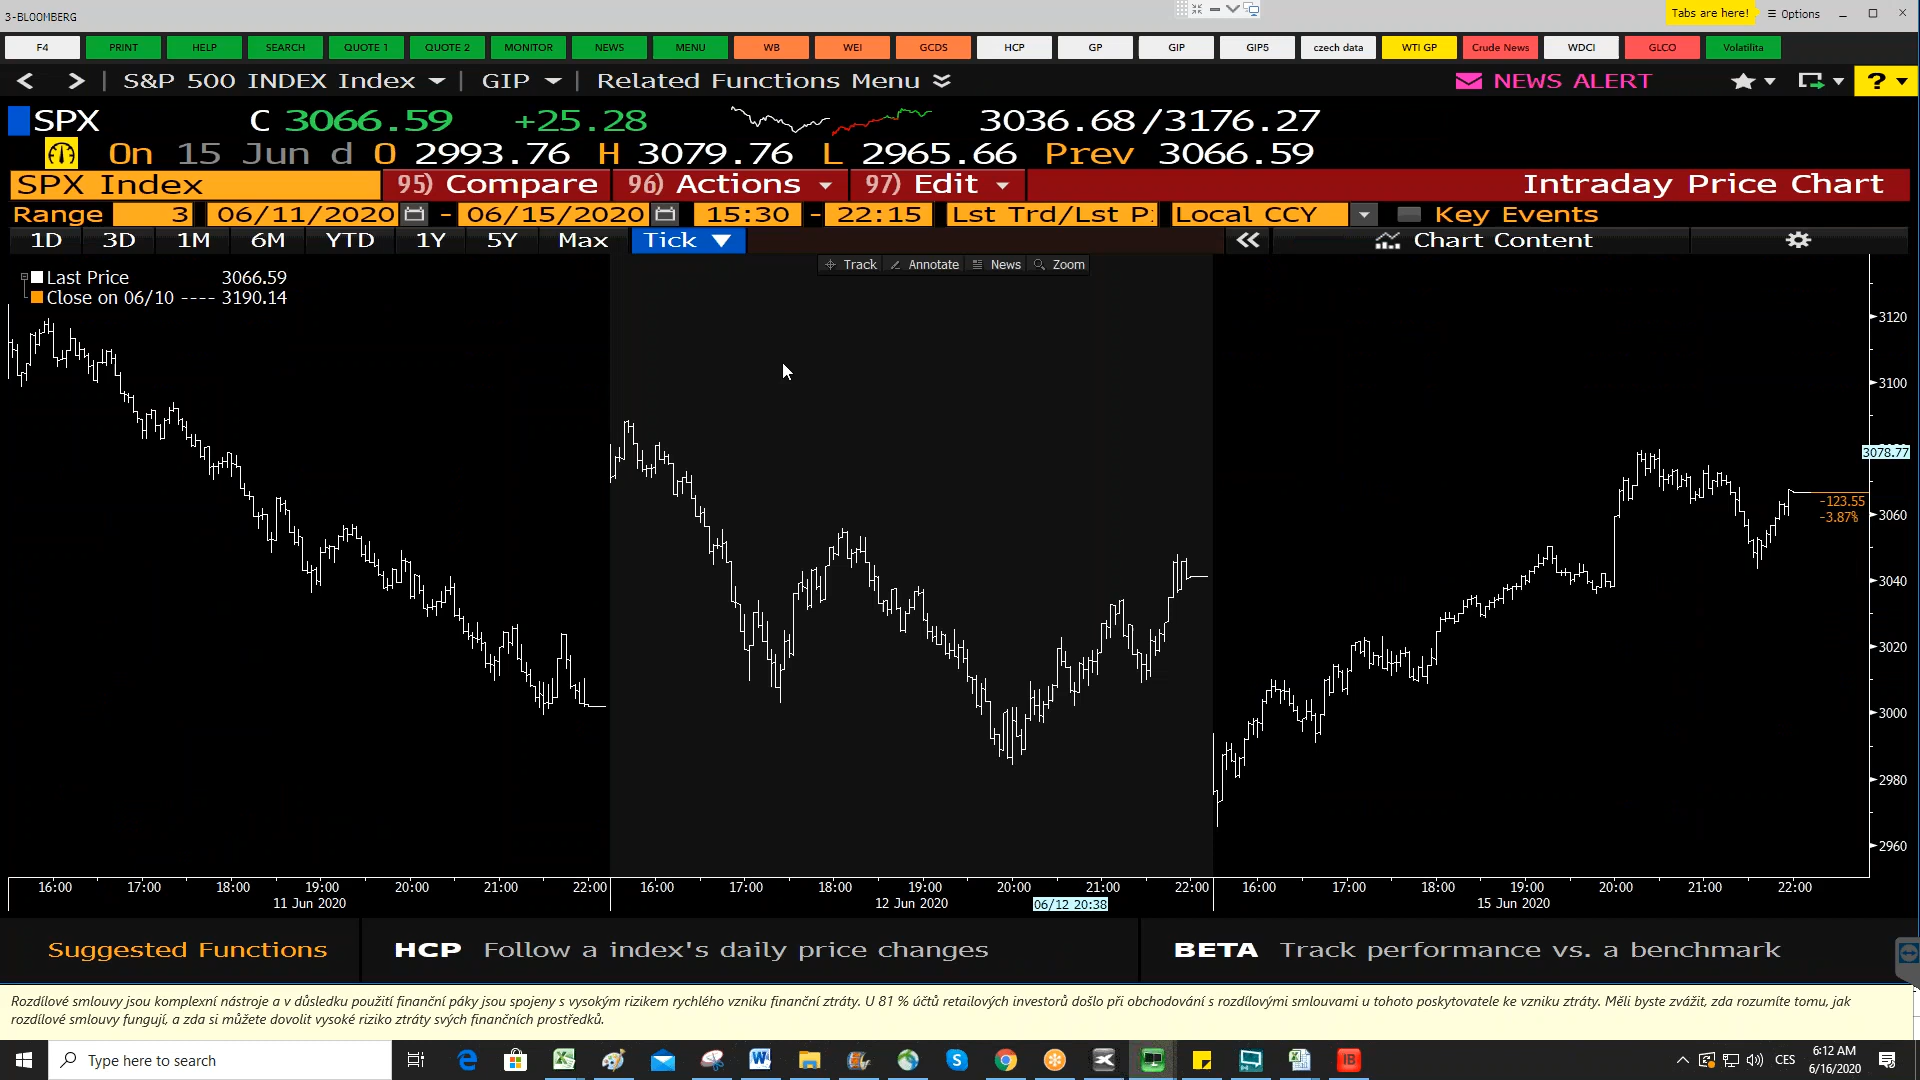 3-BLOOMBERG
Tabs are here! Options
F4 PRINT HELP SEARCH QUOTE 1 QUOTE 2 MONITOR NEWS MENU WB WEI GCDS HCP GP GIP GIP5 czech data WTI GP Crude News WDCI GLCO Volatilita
S&P 500 INDEX Index GIP Related Functions Menu NEWS ALERT ?
SPX C 3066.59 +25.28 3036.68/3176.27
On 15 Jun d O 2993.76 H 3079.76 L 2965.66 Prev 3066.59
SPX Index 95) Compare 96) Actions 97) Edit Intraday Price Chart
Range 3 06/11/2020 - 06/15/2020 15:30 - 22:15 Lst Trd/Lst P: Local CCY Key Events
1D 3D 1M 6M YTD 1Y 5Y Max Tick Chart Content
Track Annotate News Zoom
Last Price 3066.59
Close on 06/10 ---- 3190.14
3120
3100
3078.77
-123.55
3060
-3.87%
3040
3020
3000
2980
2960
16:00 17:00 18:00 19:00 20:00 21:00 22:00 16:00 17:00 18:00 19:00 20:00 21:00 22:00 16:00 17:00 18:00 19:00 20:00 21:00 22:00
11 Jun 2020 12 Jun 2020 06/12 20:38 15 Jun 2020
Suggested Functions HCP Follow a index's daily price changes BETA Track performance vs. a benchmark
Rozdílové smlouvy jsou komplexní nástroje a v důsledku použití finanční páky jsou spojeny s vysokým rizikem rychlého vzniku finanční ztráty. U 81 % účtů retailových investorů došlo při obchodování s rozdílovými smlouvami u tohoto poskytovatele ke vzniku ztráty. Měli byste zvážit, zda rozumíte tomu, jak
rozdílové smlouvy fungují, a zda si můžete dovolit vysoké riziko ztráty svých finančních prostředků.
Type here to search CES 6:12 AM
6/16/2020